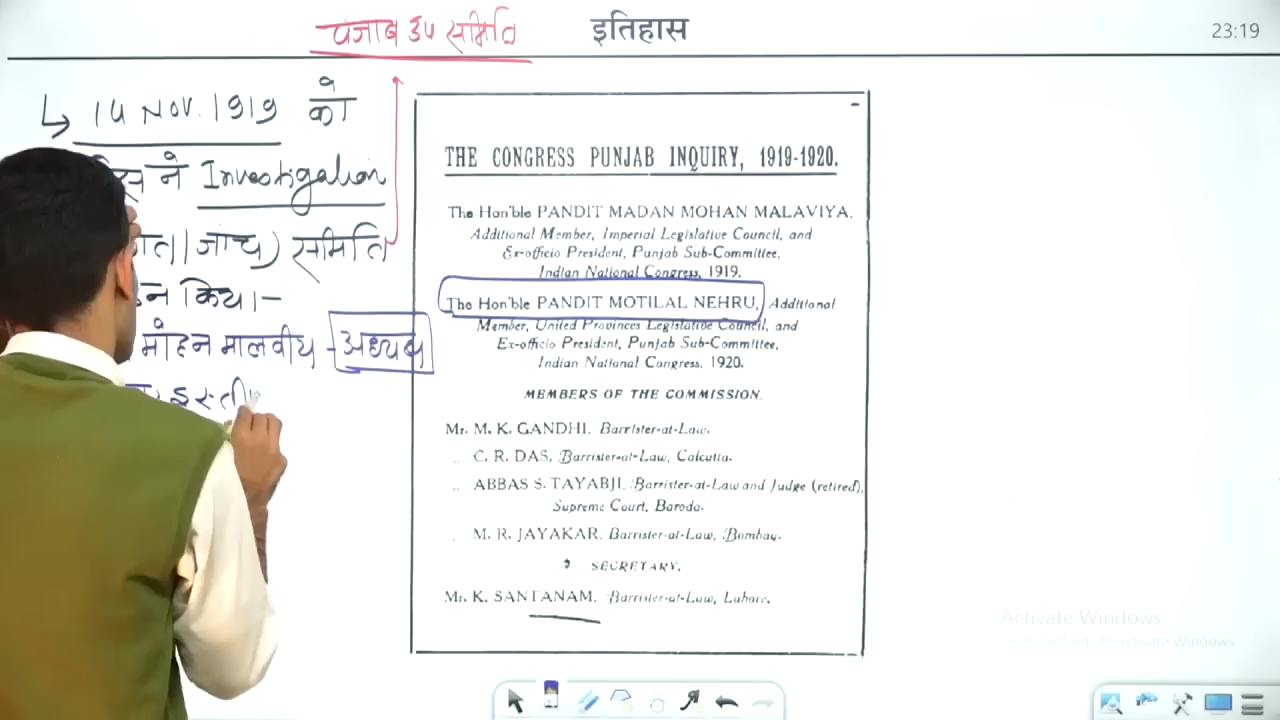 पंजाब उप समिति
इतिहास
23:19
↳ 14 NOV. 1919 को
ने Investigation
जांच) समिति
किया।-
मोहन मालवीय - अध्यक्ष
THE CONGRESS PUNJAB INQUIRY, 1919-1920.
The Hon'ble PANDIT MADAN MOHAN MALAVIYA,
Additional Member, Imperial Legislative Council, and
Ex-officio President, Punjab Sub-Committee,
Indian National Congress, 1919.
The Hon'ble PANDIT MOTILAL NEHRU, Additional
Member, United Provinces Legislative Council, and
Ex-officio President, Punjab Sub-Committee,
Indian National Congress, 1920.
MEMBERS OF THE COMMISSION.
Mr. M. K. GANDHI, Barrister-at-Law.
" C. R. DAS, Barrister-at-Law, Calcutta.
" ABBAS S. TAYABJI, Barrister-at-Law and Judge (retired),
Supreme Court, Baroda.
" M. R. JAYAKAR, Barrister-at-Law, Bombay.
SECRETARY,
Mr. K. SANTANAM, Barrister-at-Law, Lahore.
Activate Windows
to activate Windows